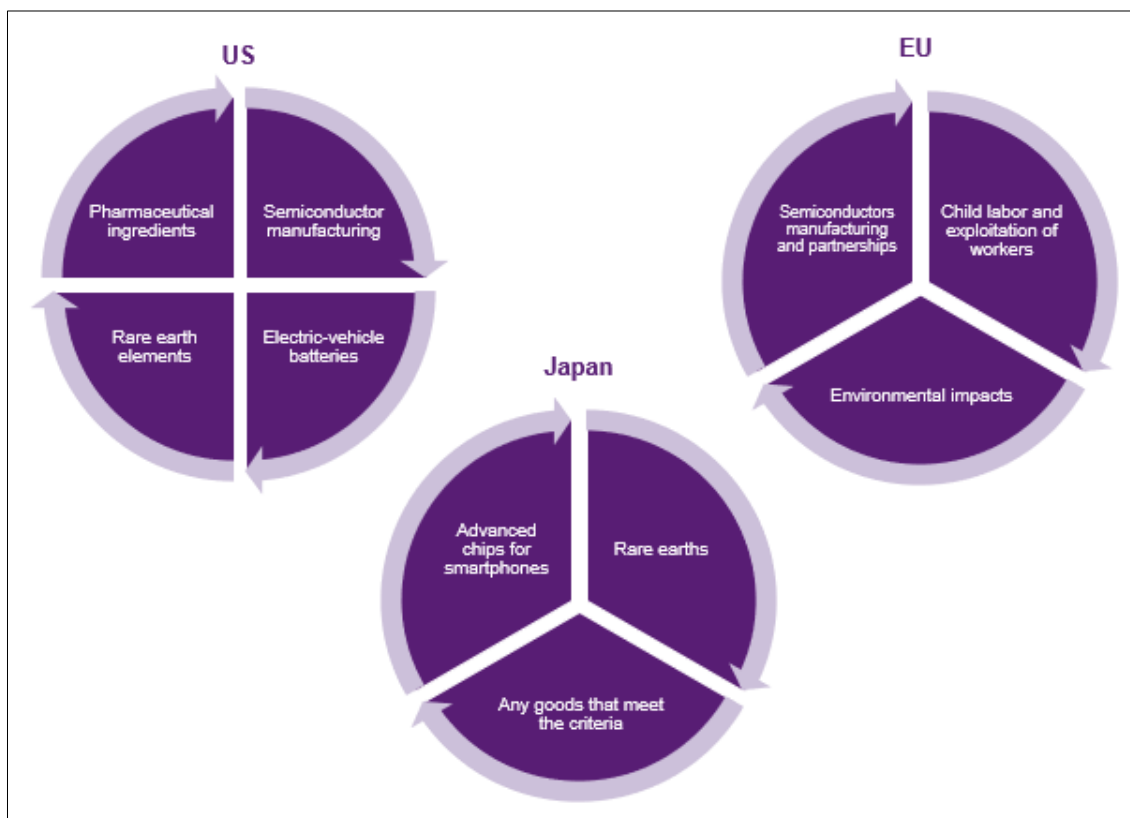 US
Pharmaceutical
ingredients
Semiconductor
manufacturing
Rare earth
elements
Electric-vehicle
batteries
EU
Semiconductors
manufacturing
and partnerships
Child labor and
exploitation of
workers
Environmental impacts
Japan
Advanced
chips for
smartphones
Rare earths
Any goods that meet
the criteria